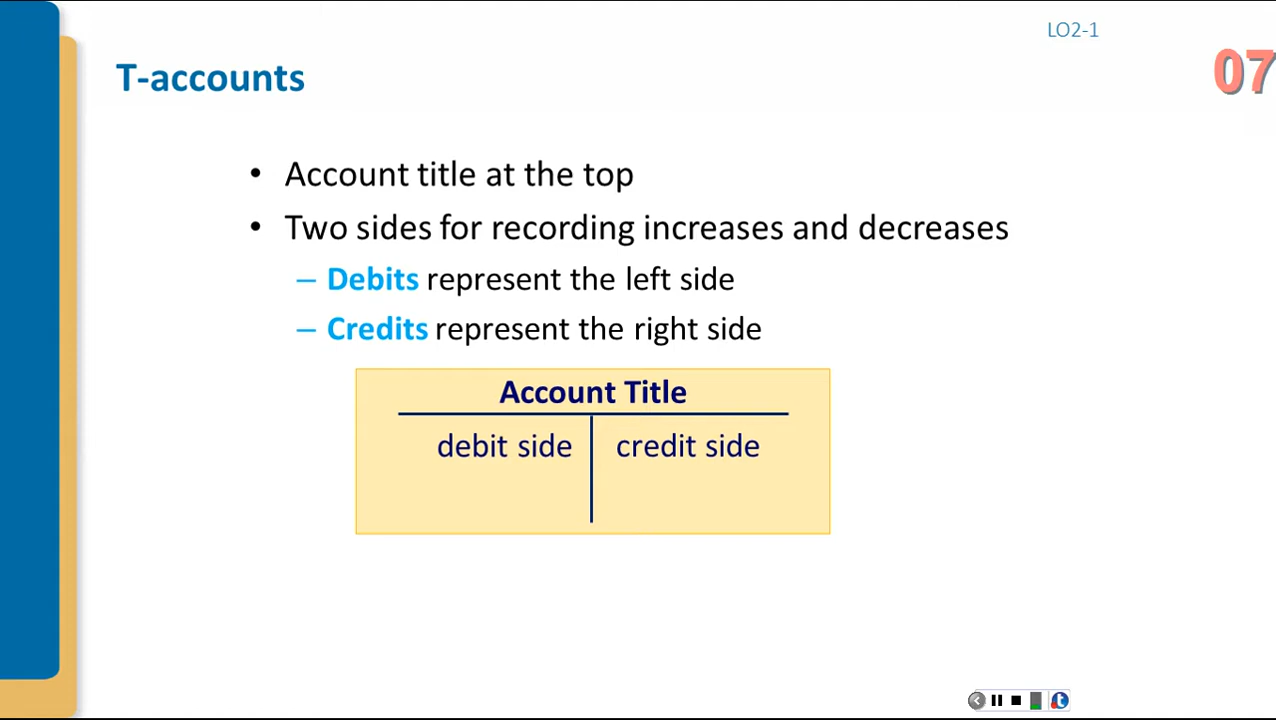 LO2-1
07
T-accounts
• Account title at the top
• Two sides for recording increases and decreases
– Debits represent the left side
– Credits represent the right side
Account Title
debit side credit side
t